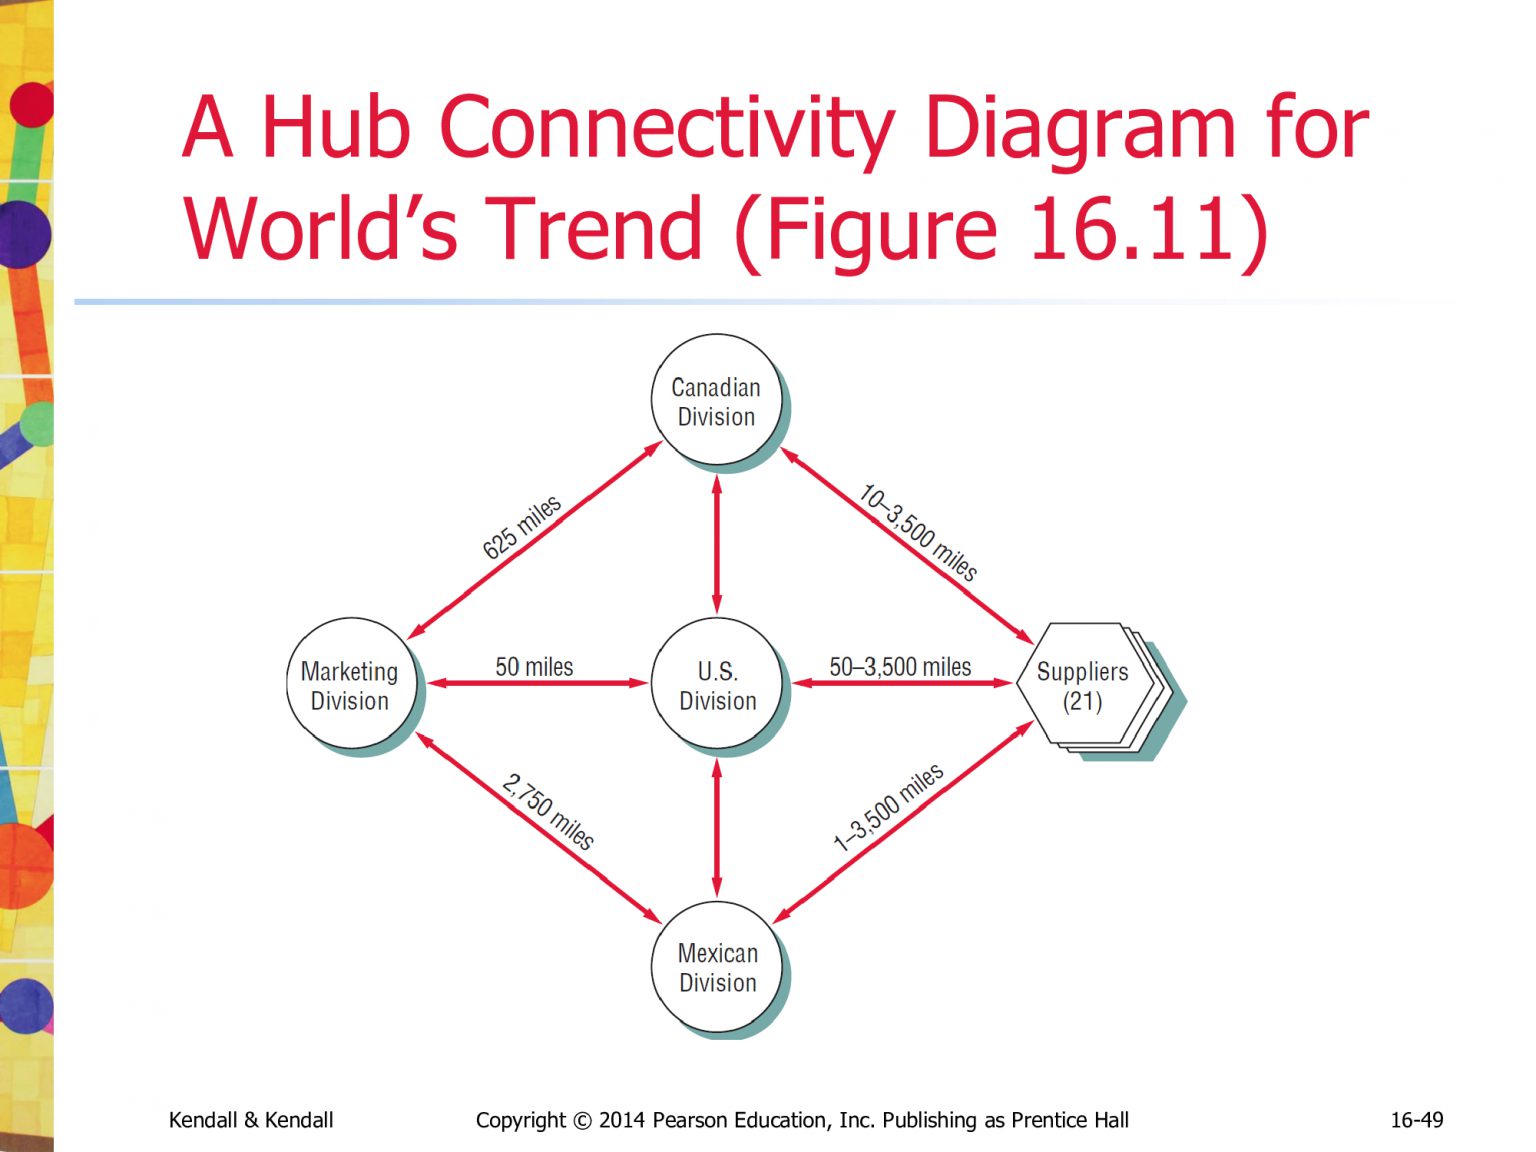 A Hub Connectivity Diagram for
World’s Trend (Figure 16.11)
Canadian
Division
625 miles
10–3,500 miles
Marketing
Division
50 miles
U.S.
Division
50–3,500 miles
Suppliers
(21)
2,750 miles
1–3,500 miles
Mexican
Division
Kendall & Kendall
Copyright © 2014 Pearson Education, Inc. Publishing as Prentice Hall
16-49